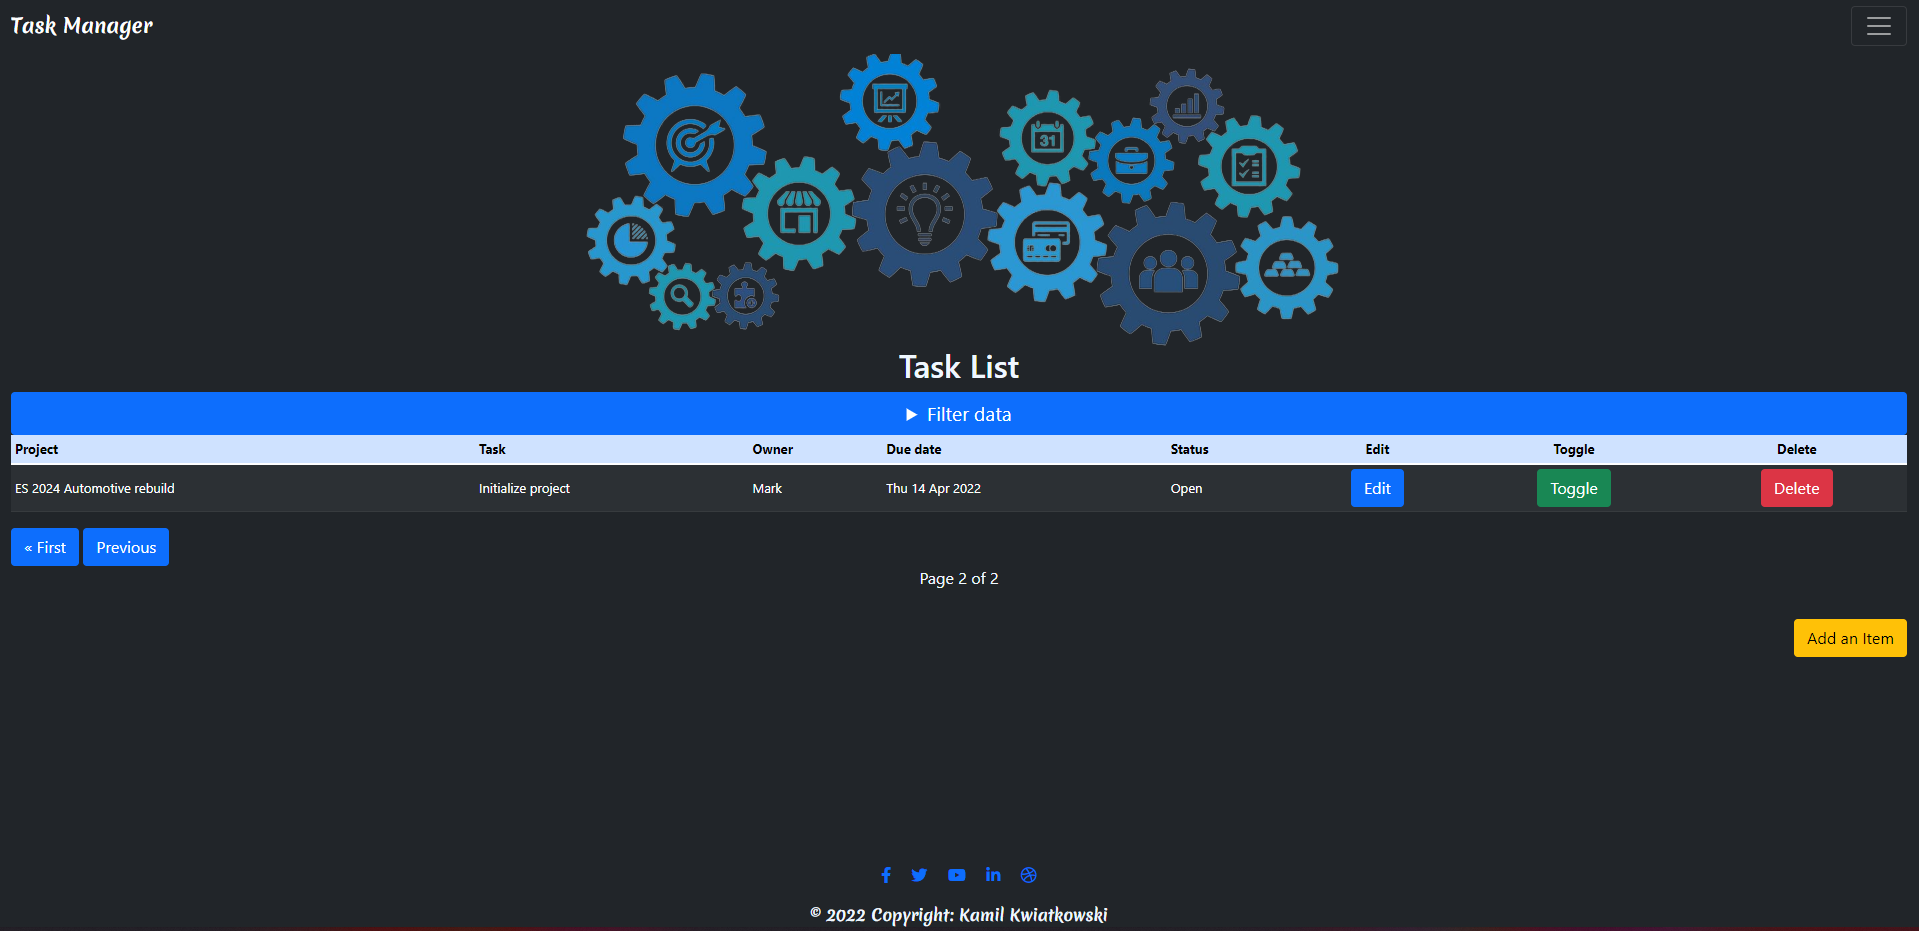 Task Manager
31
Task List
▶ Filter data
Project Task Owner Due date Status Edit Toggle Delete
ES 2024 Automotive rebuild Initialize project Mark Thu 14 Apr 2022 Open Edit Toggle Delete
« First Previous
Page 2 of 2
Add an Item
© 2022 Copyright: Kamil Kwiatkowski